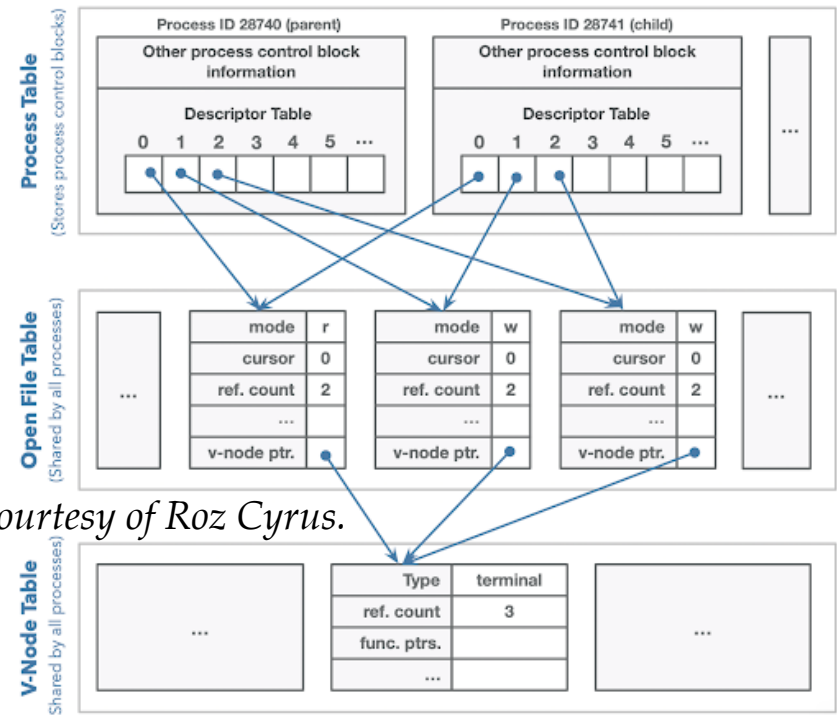 Process Table
(Stores process control blocks)
Process ID 28740 (parent)
Other process control block
information
Descriptor Table
0 1 2 3 4 5 ...
Process ID 28741 (child)
Other process control block
information
Descriptor Table
0 1 2 3 4 5 ...
...
Open File Table
(Shared by all processes)
...
mode r
cursor 0
ref. count 2
...
v-node ptr.
mode w
cursor 0
ref. count 2
...
v-node ptr.
mode w
cursor 0
ref. count 2
...
v-node ptr.
...
ourtesy of Roz Cyrus.
V-Node Table
Shared by all processes)
...
Type terminal
ref. count 3
func. ptrs.
...
...